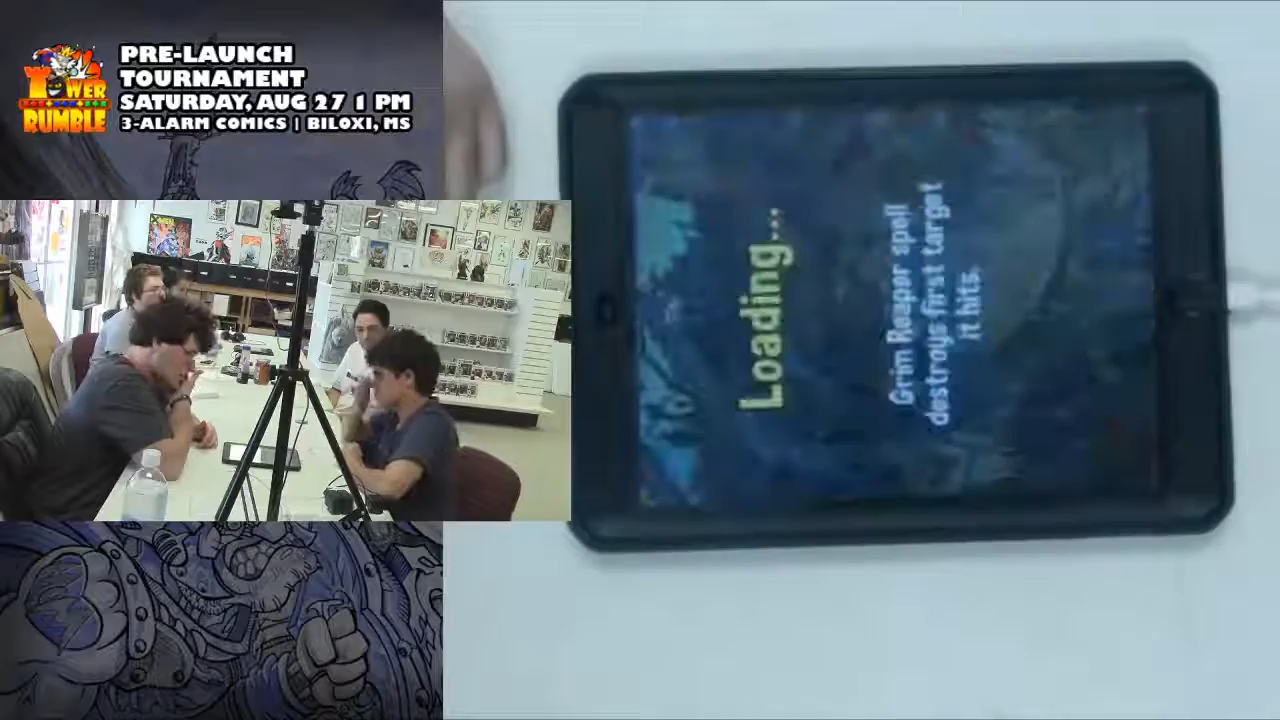 TOWER
RUMBLE
PRE-LAUNCH
TOURNAMENT
SATURDAY, AUG 27 1 PM
3-ALARM COMICS | BILOXI, MS
Loading...
Grim Reaper spell
destroys first target
it hits.